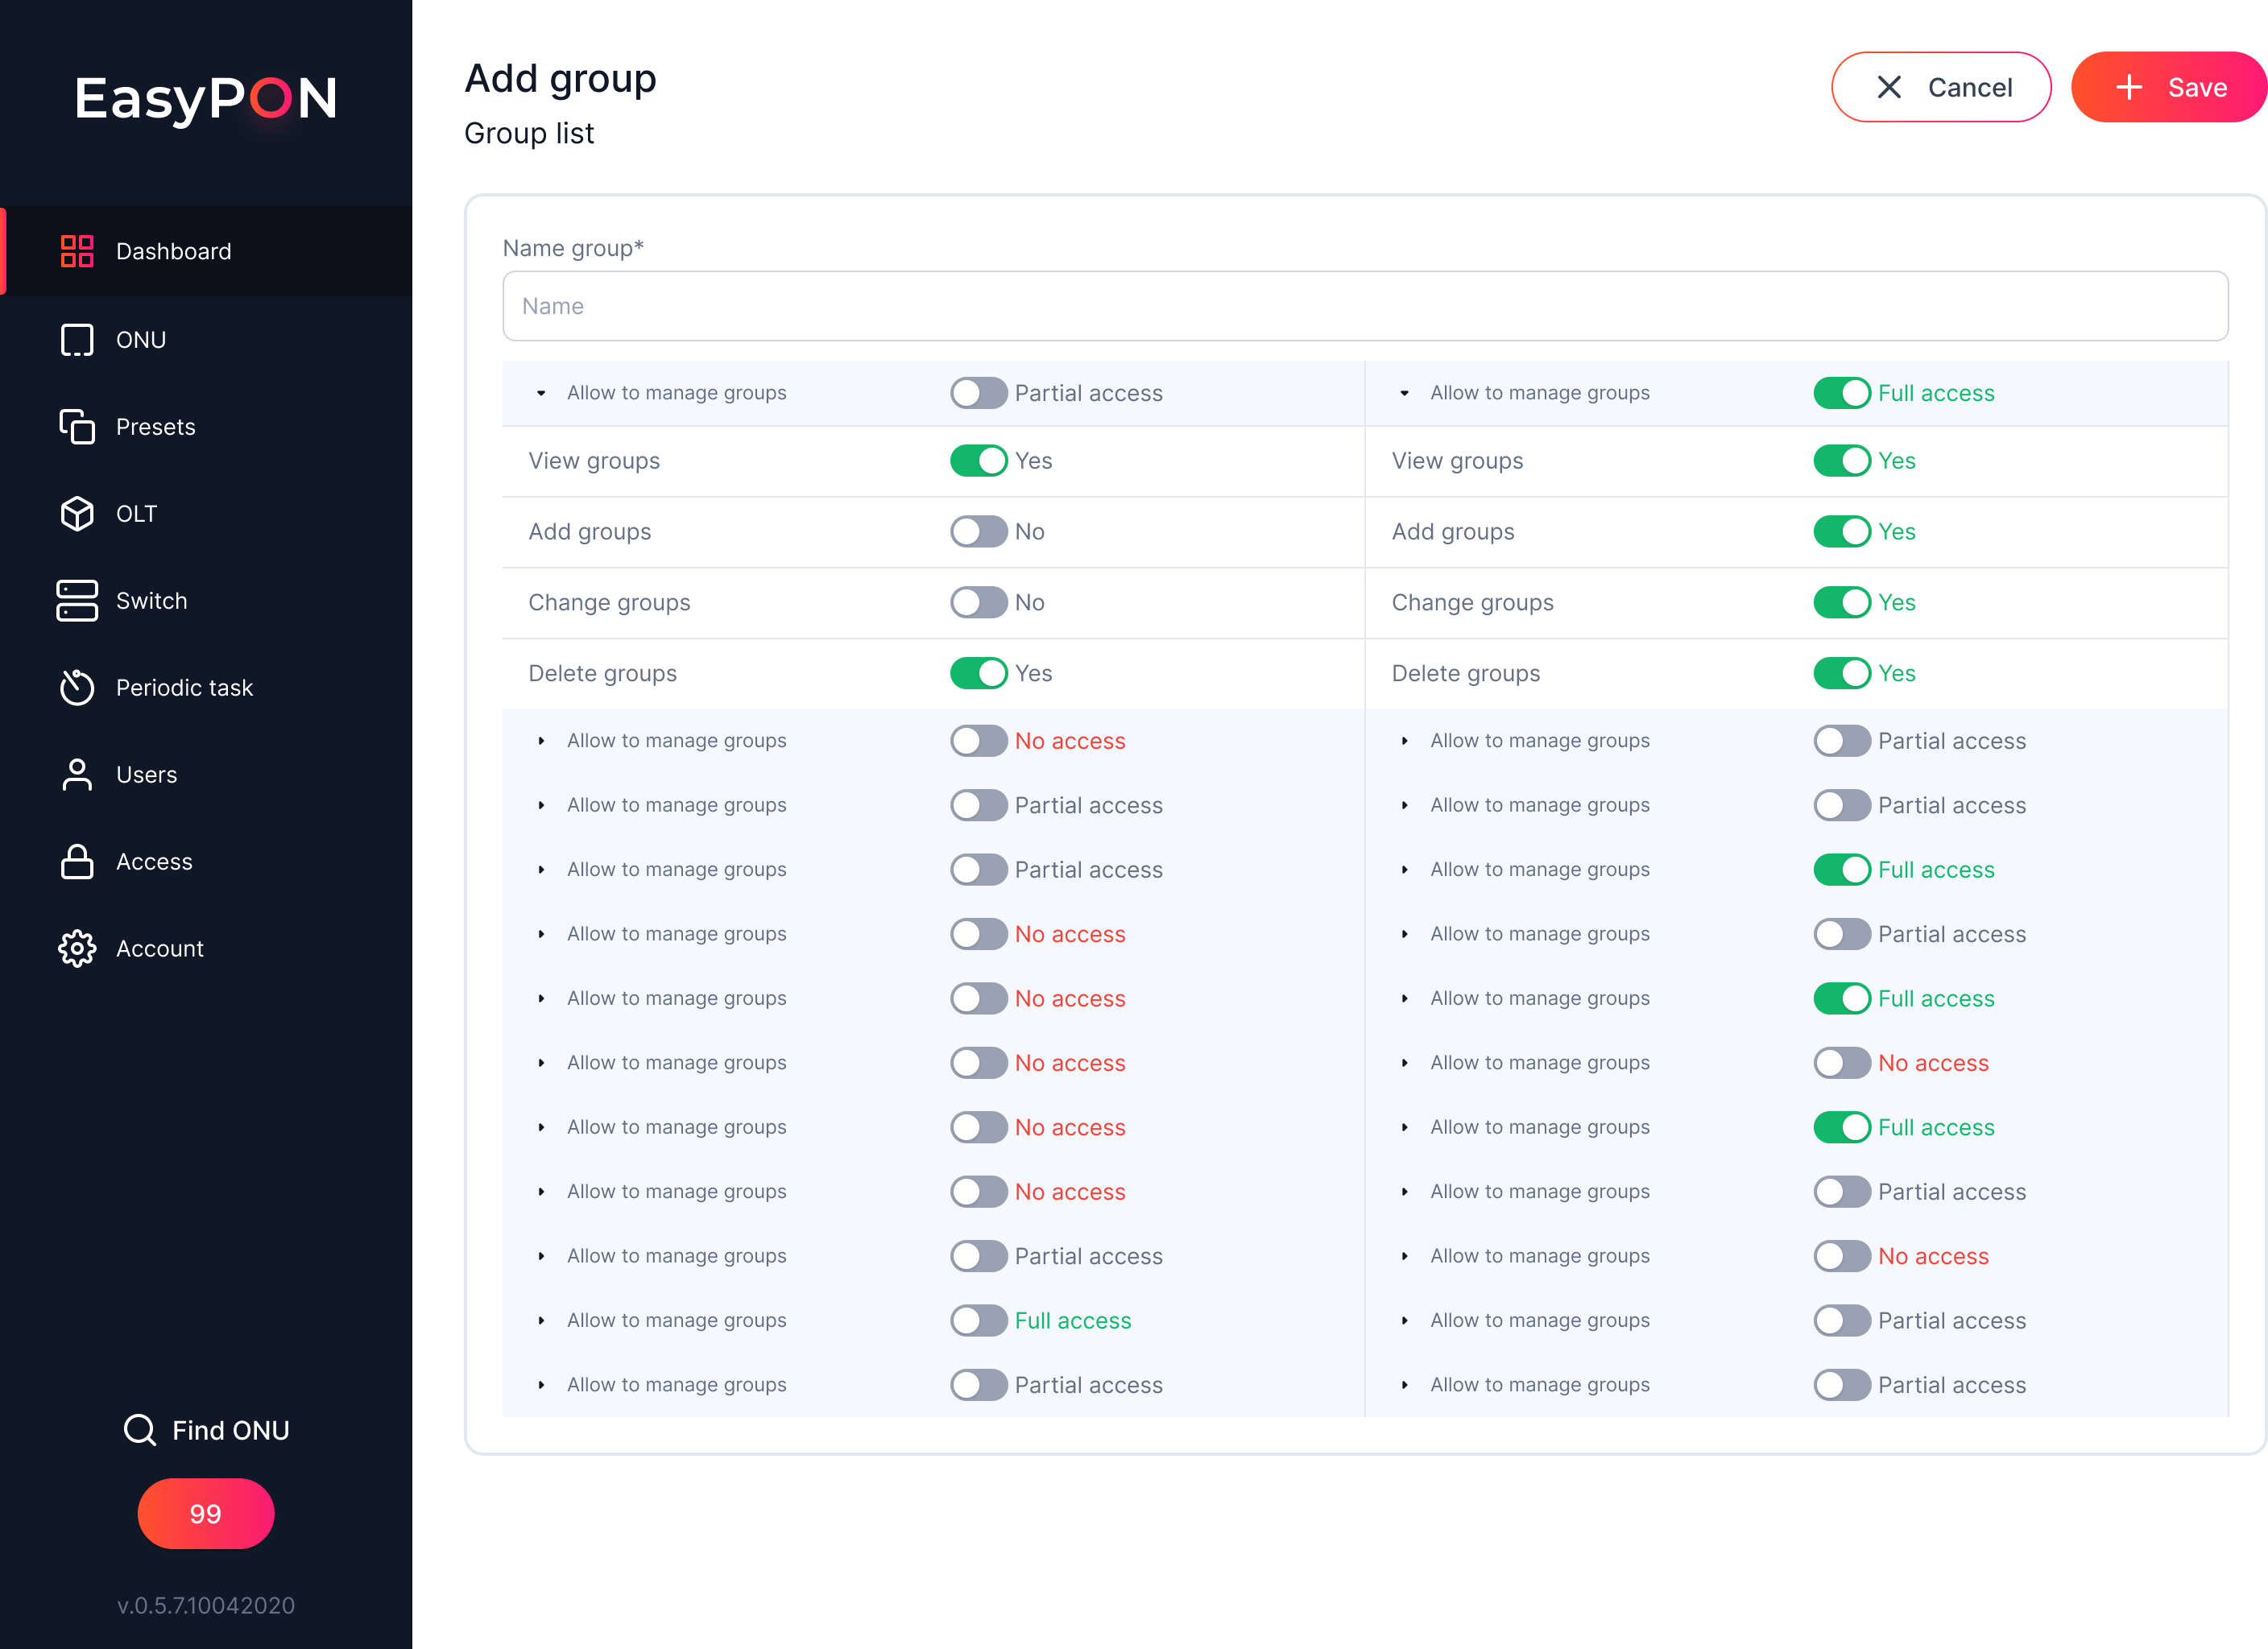 EasyPON
Dashboard
ONU
Presets
OLT
Switch
Periodic task
Users
Access
Account
Find ONU
99
v.0.5.7.10042020
Add group
Group list
Cancel
Save
Name group*
Name
Allow to manage groups Partial access Allow to manage groups Full access
View groups Yes View groups Yes
Add groups No Add groups Yes
Change groups No Change groups Yes
Delete groups Yes Delete groups Yes
Allow to manage groups No access Allow to manage groups Partial access
Allow to manage groups Partial access Allow to manage groups Partial access
Allow to manage groups Partial access Allow to manage groups Full access
Allow to manage groups No access Allow to manage groups Partial access
Allow to manage groups No access Allow to manage groups Full access
Allow to manage groups No access Allow to manage groups No access
Allow to manage groups No access Allow to manage groups Full access
Allow to manage groups No access Allow to manage groups Partial access
Allow to manage groups Partial access Allow to manage groups No access
Allow to manage groups Full access Allow to manage groups Partial access
Allow to manage groups Partial access Allow to manage groups Partial access